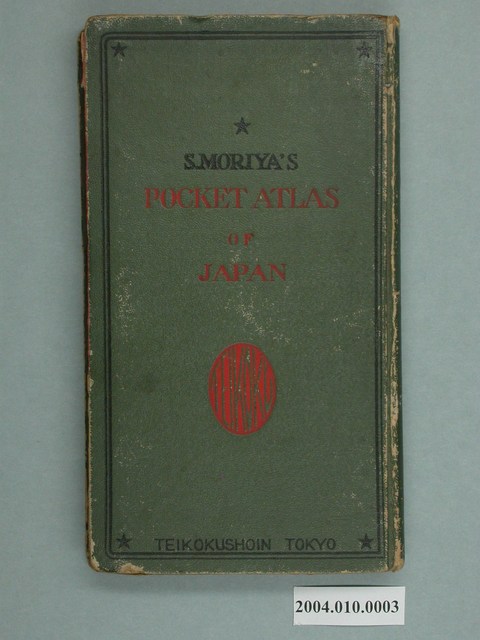 S.MORIYA'S
POCKET ATLAS
OF
JAPAN
TEIKOKUSHOIN TOKYO
2004.010.0003